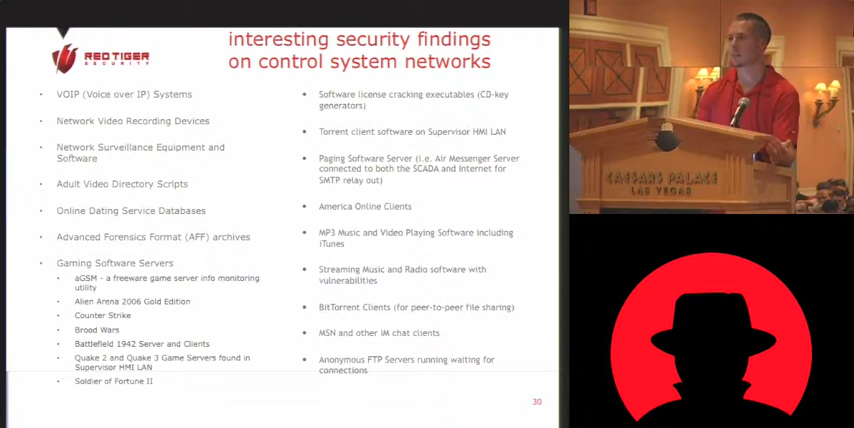 interesting security findings
on control system networks
REDTIGER
SECURITY
• VOIP (Voice over IP) Systems
• Network Video Recording Devices
• Network Surveillance Equipment and
Software
• Adult Video Directory Scripts
• Online Dating Service Databases
• Advanced Forensics Format (AFF) archives
• Gaming Software Servers
• aGSM - a freeware game server info monitoring
utility
• Alien Arena 2006 Gold Edition
• Counter Strike
• Brood Wars
• Battlefield 1942 Server and Clients
• Quake 2 and Quake 3 Game Servers found in
Supervisor HMI LAN
• Soldier of Fortune II
• Software license cracking executables (CD-key
generators)
• Torrent client software on Supervisor HMI LAN
• Paging Software Server (i.e. Air Messenger Server
connected to both the SCADA and Internet for
SMTP relay out)
• America Online Clients
• MP3 Music and Video Playing Software including
iTunes
• Streaming Music and Radio software with
vulnerabilities
• BitTorrent Clients (for peer-to-peer file sharing)
• MSN and other IM chat clients
• Anonymous FTP Servers running waiting for
connections
30
CAESARS PALACE
LAS VEGAS